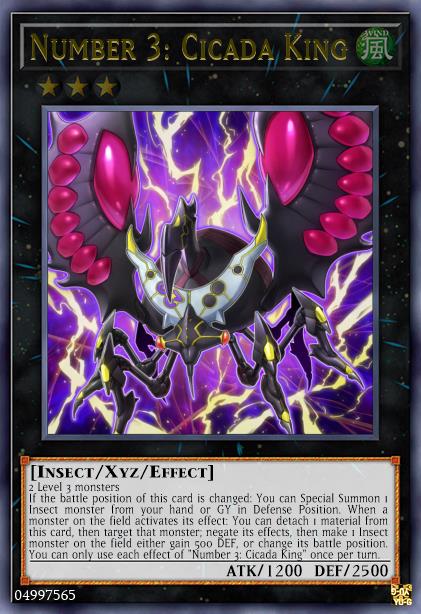 NUMBER 3: CICADA KING
WIND
風
[INSECT/XYZ/EFFECT]
2 Level 3 monsters
If the battle position of this card is changed: You can Special Summon 1
Insect monster from your hand or GY in Defense Position. When a
monster on the field activates its effect: You can detach 1 material from
this card, then target that monster; negate its effects, then make 1 Insect
monster on the field either gain 500 DEF, or change its battle position.
You can only use each effect of "Number 3: Cicada King" once per turn.
ATK/1200 DEF/2500
04997565